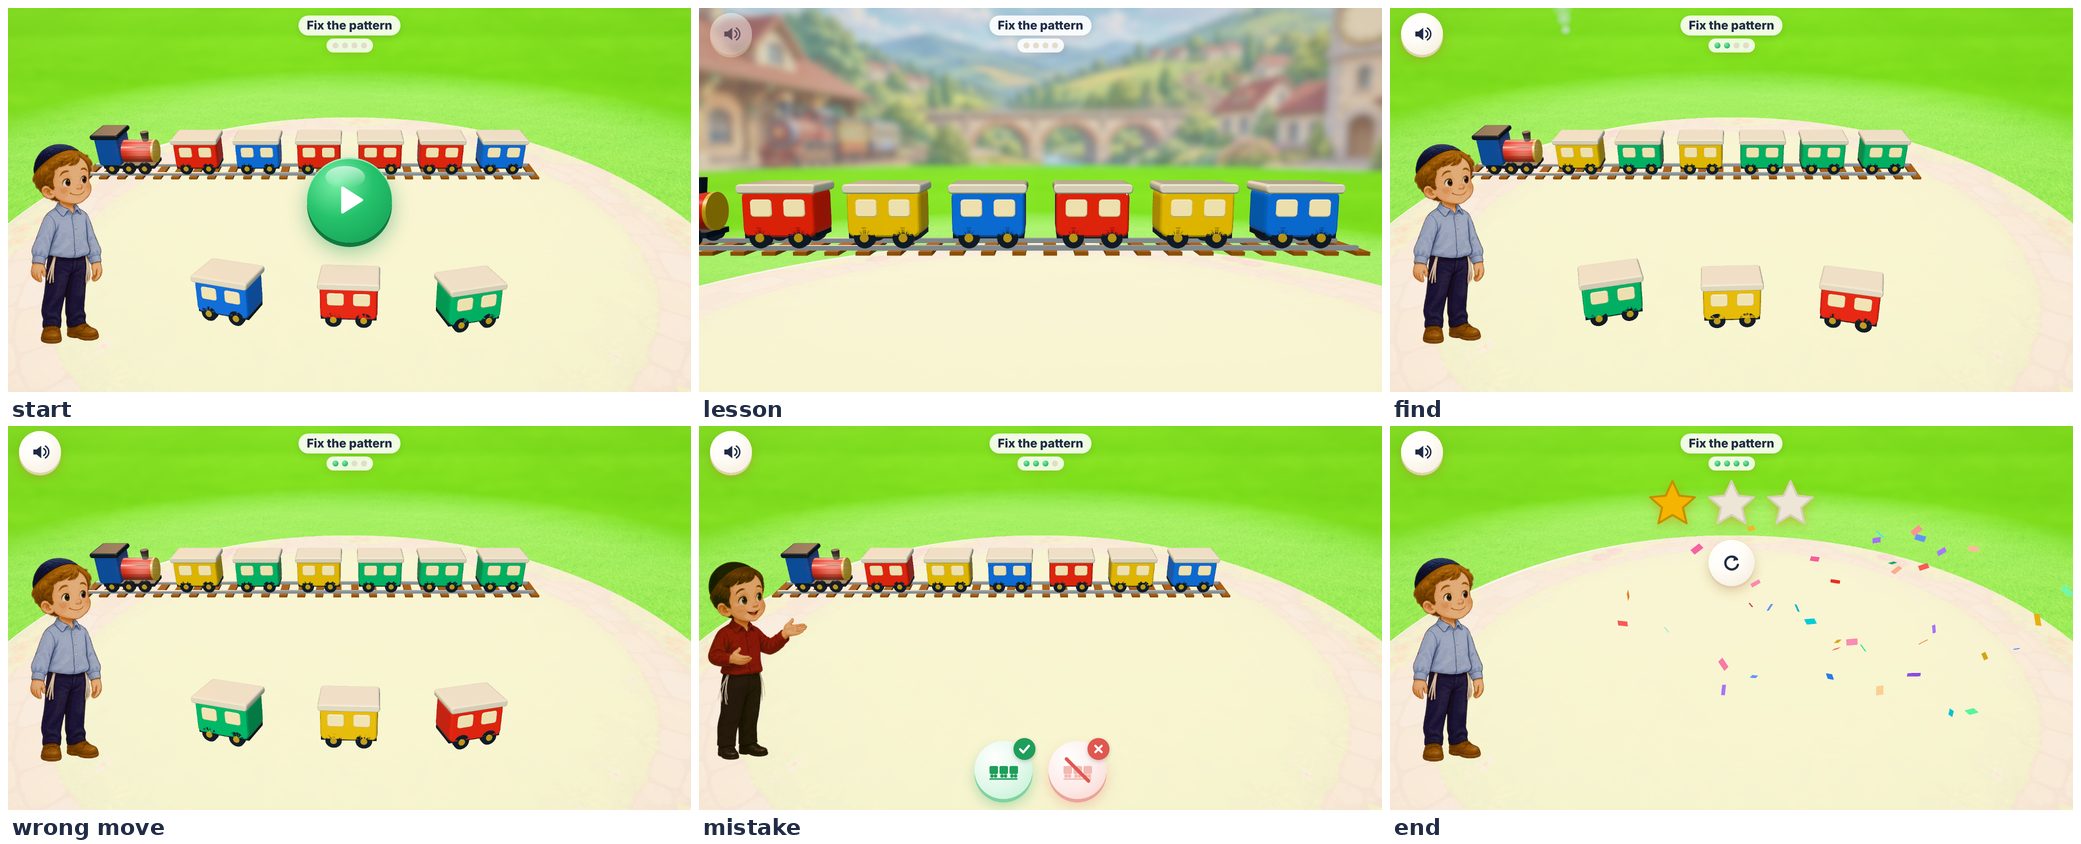 Fix the pattern
Fix the pattern
Fix the pattern
start
lesson
find
Fix the pattern
Fix the pattern
Fix the pattern
wrong move
mistake
end